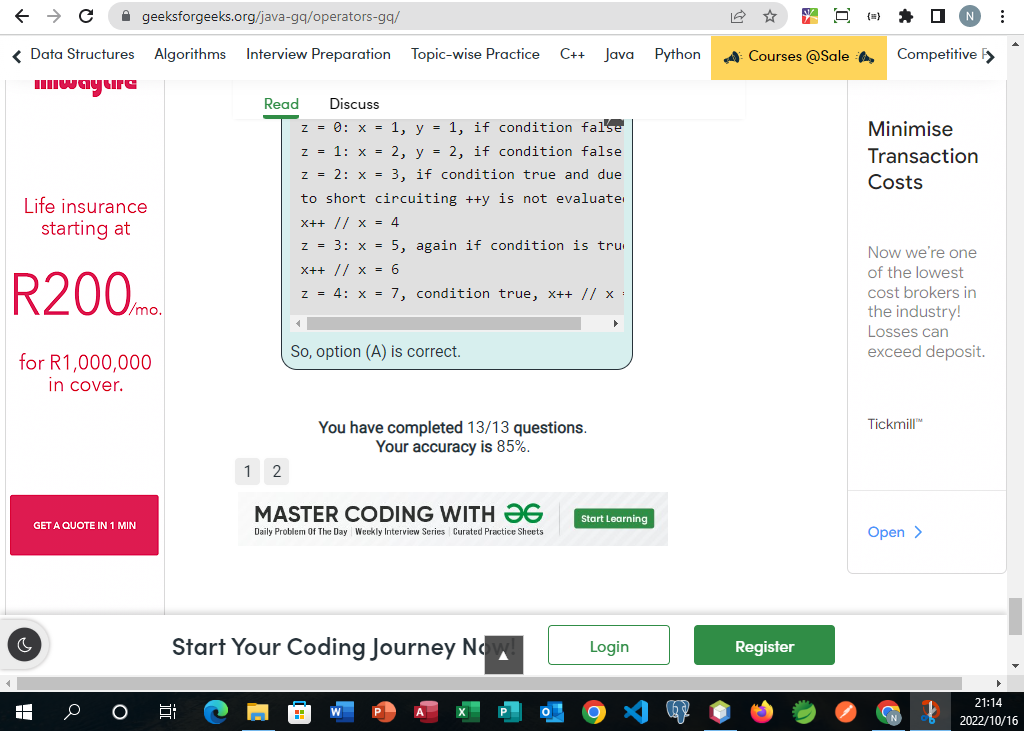 geeksforgeeks.org/java-gq/operators-gq/
N
Data Structures Algorithms Interview Preparation Topic-wise Practice C++ Java Python Courses @Sale Competitive
Read Discuss
z = 0: x = 1, y = 1, if condition false
z = 1: x = 2, y = 2, if condition false
z = 2: x = 3, if condition true and due
to short circuiting ++y is not evaluate
x++ // x = 4
z = 3: x = 5, again if condition is tru
x++ // x = 6
z = 4: x = 7, condition true, x++ // x
So, option (A) is correct.
You have completed 13/13 questions.
Your accuracy is 85%.
1 2
MASTER CODING WITH
Daily Problem Of The Day | Weekly Interview Series | Curated Practice Sheets
Start Learning
Life insurance
starting at
R200/mo.
for R1,000,000
in cover.
GET A QUOTE IN 1 MIN
Minimise
Transaction
Costs
Now we're one
of the lowest
cost brokers in
the industry!
Losses can
exceed deposit.
Tickmill™
Open
Start Your Coding Journey Now!
Login
Register
21:14
2022/10/16